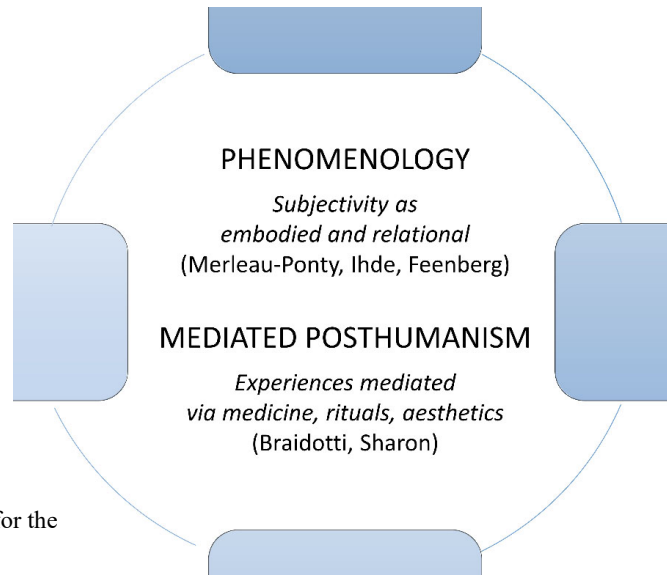 PHENOMENOLOGY
Subjectivity as
embodied and relational
(Merleau-Ponty, Ihde, Feenberg)
MEDIATED POSTHUMANISM
Experiences mediated
via medicine, rituals, aesthetics
(Braidotti, Sharon)
for the